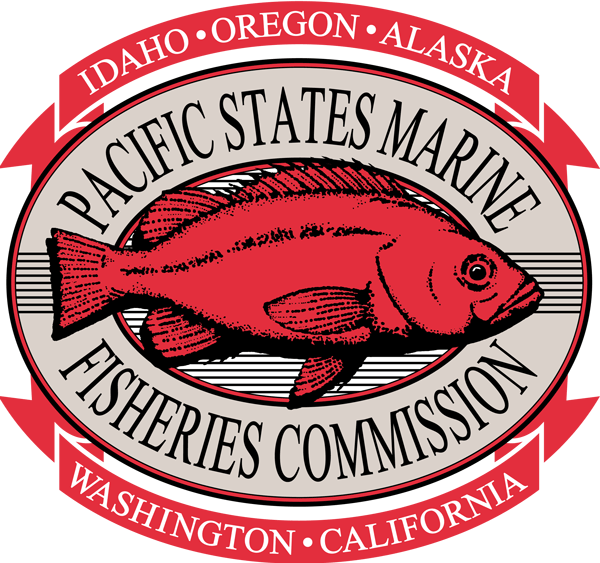 IDAHO • OREGON • ALASKA
PACIFIC STATES MARINE
FISHERIES COMMISSION
WASHINGTON • CALIFORNIA